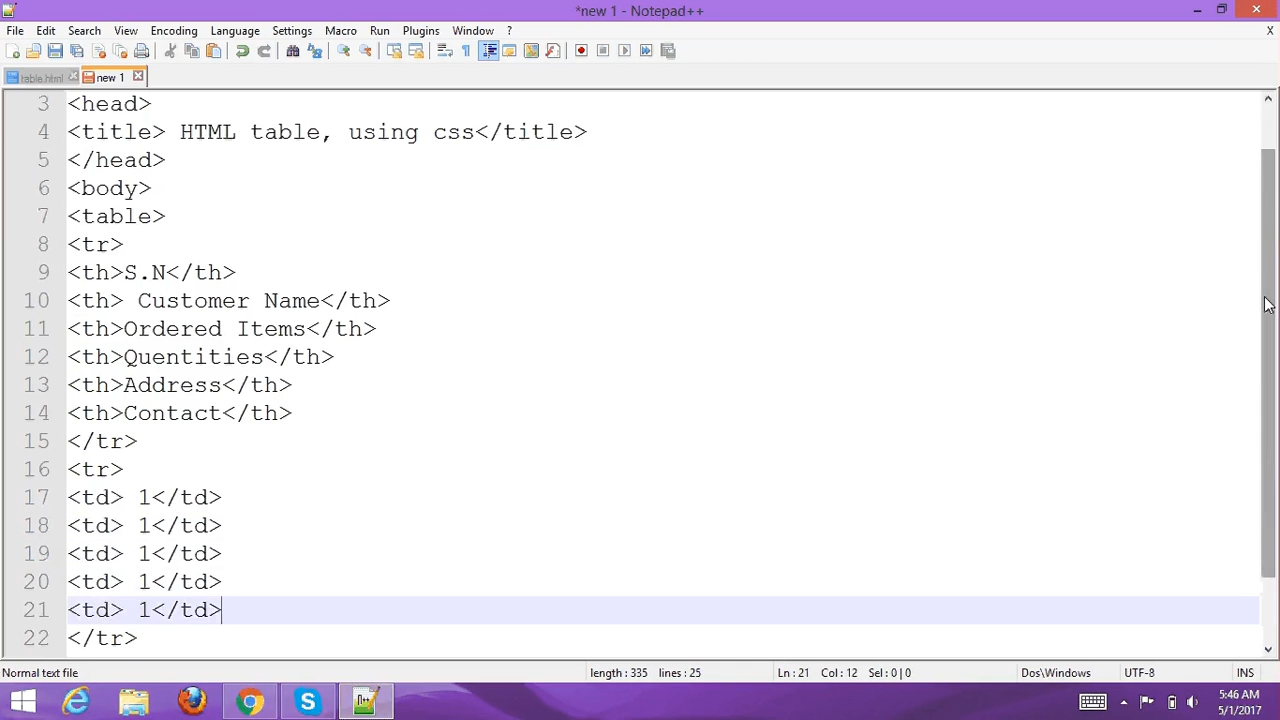 *new 1 - Notepad++
File Edit Search View Encoding Language Settings Macro Run Plugins Window ? X
table.html new 1
3 <head>
4 <title> HTML table, using css</title>
5 </head>
6 <body>
7 <table>
8 <tr>
9 <th>S.N</th>
10 <th> Customer Name</th>
11 <th>Ordered Items</th>
12 <th>Quentities</th>
13 <th>Address</th>
14 <th>Contact</th>
15 </tr>
16 <tr>
17 <td> 1</td>
18 <td> 1</td>
19 <td> 1</td>
20 <td> 1</td>
21 <td> 1</td>
22 </tr>
Normal text file length : 335 lines : 25 Ln : 21 Col : 12 Sel : 0 | 0 Dos\Windows UTF-8 INS
5:46 AM
5/1/2017